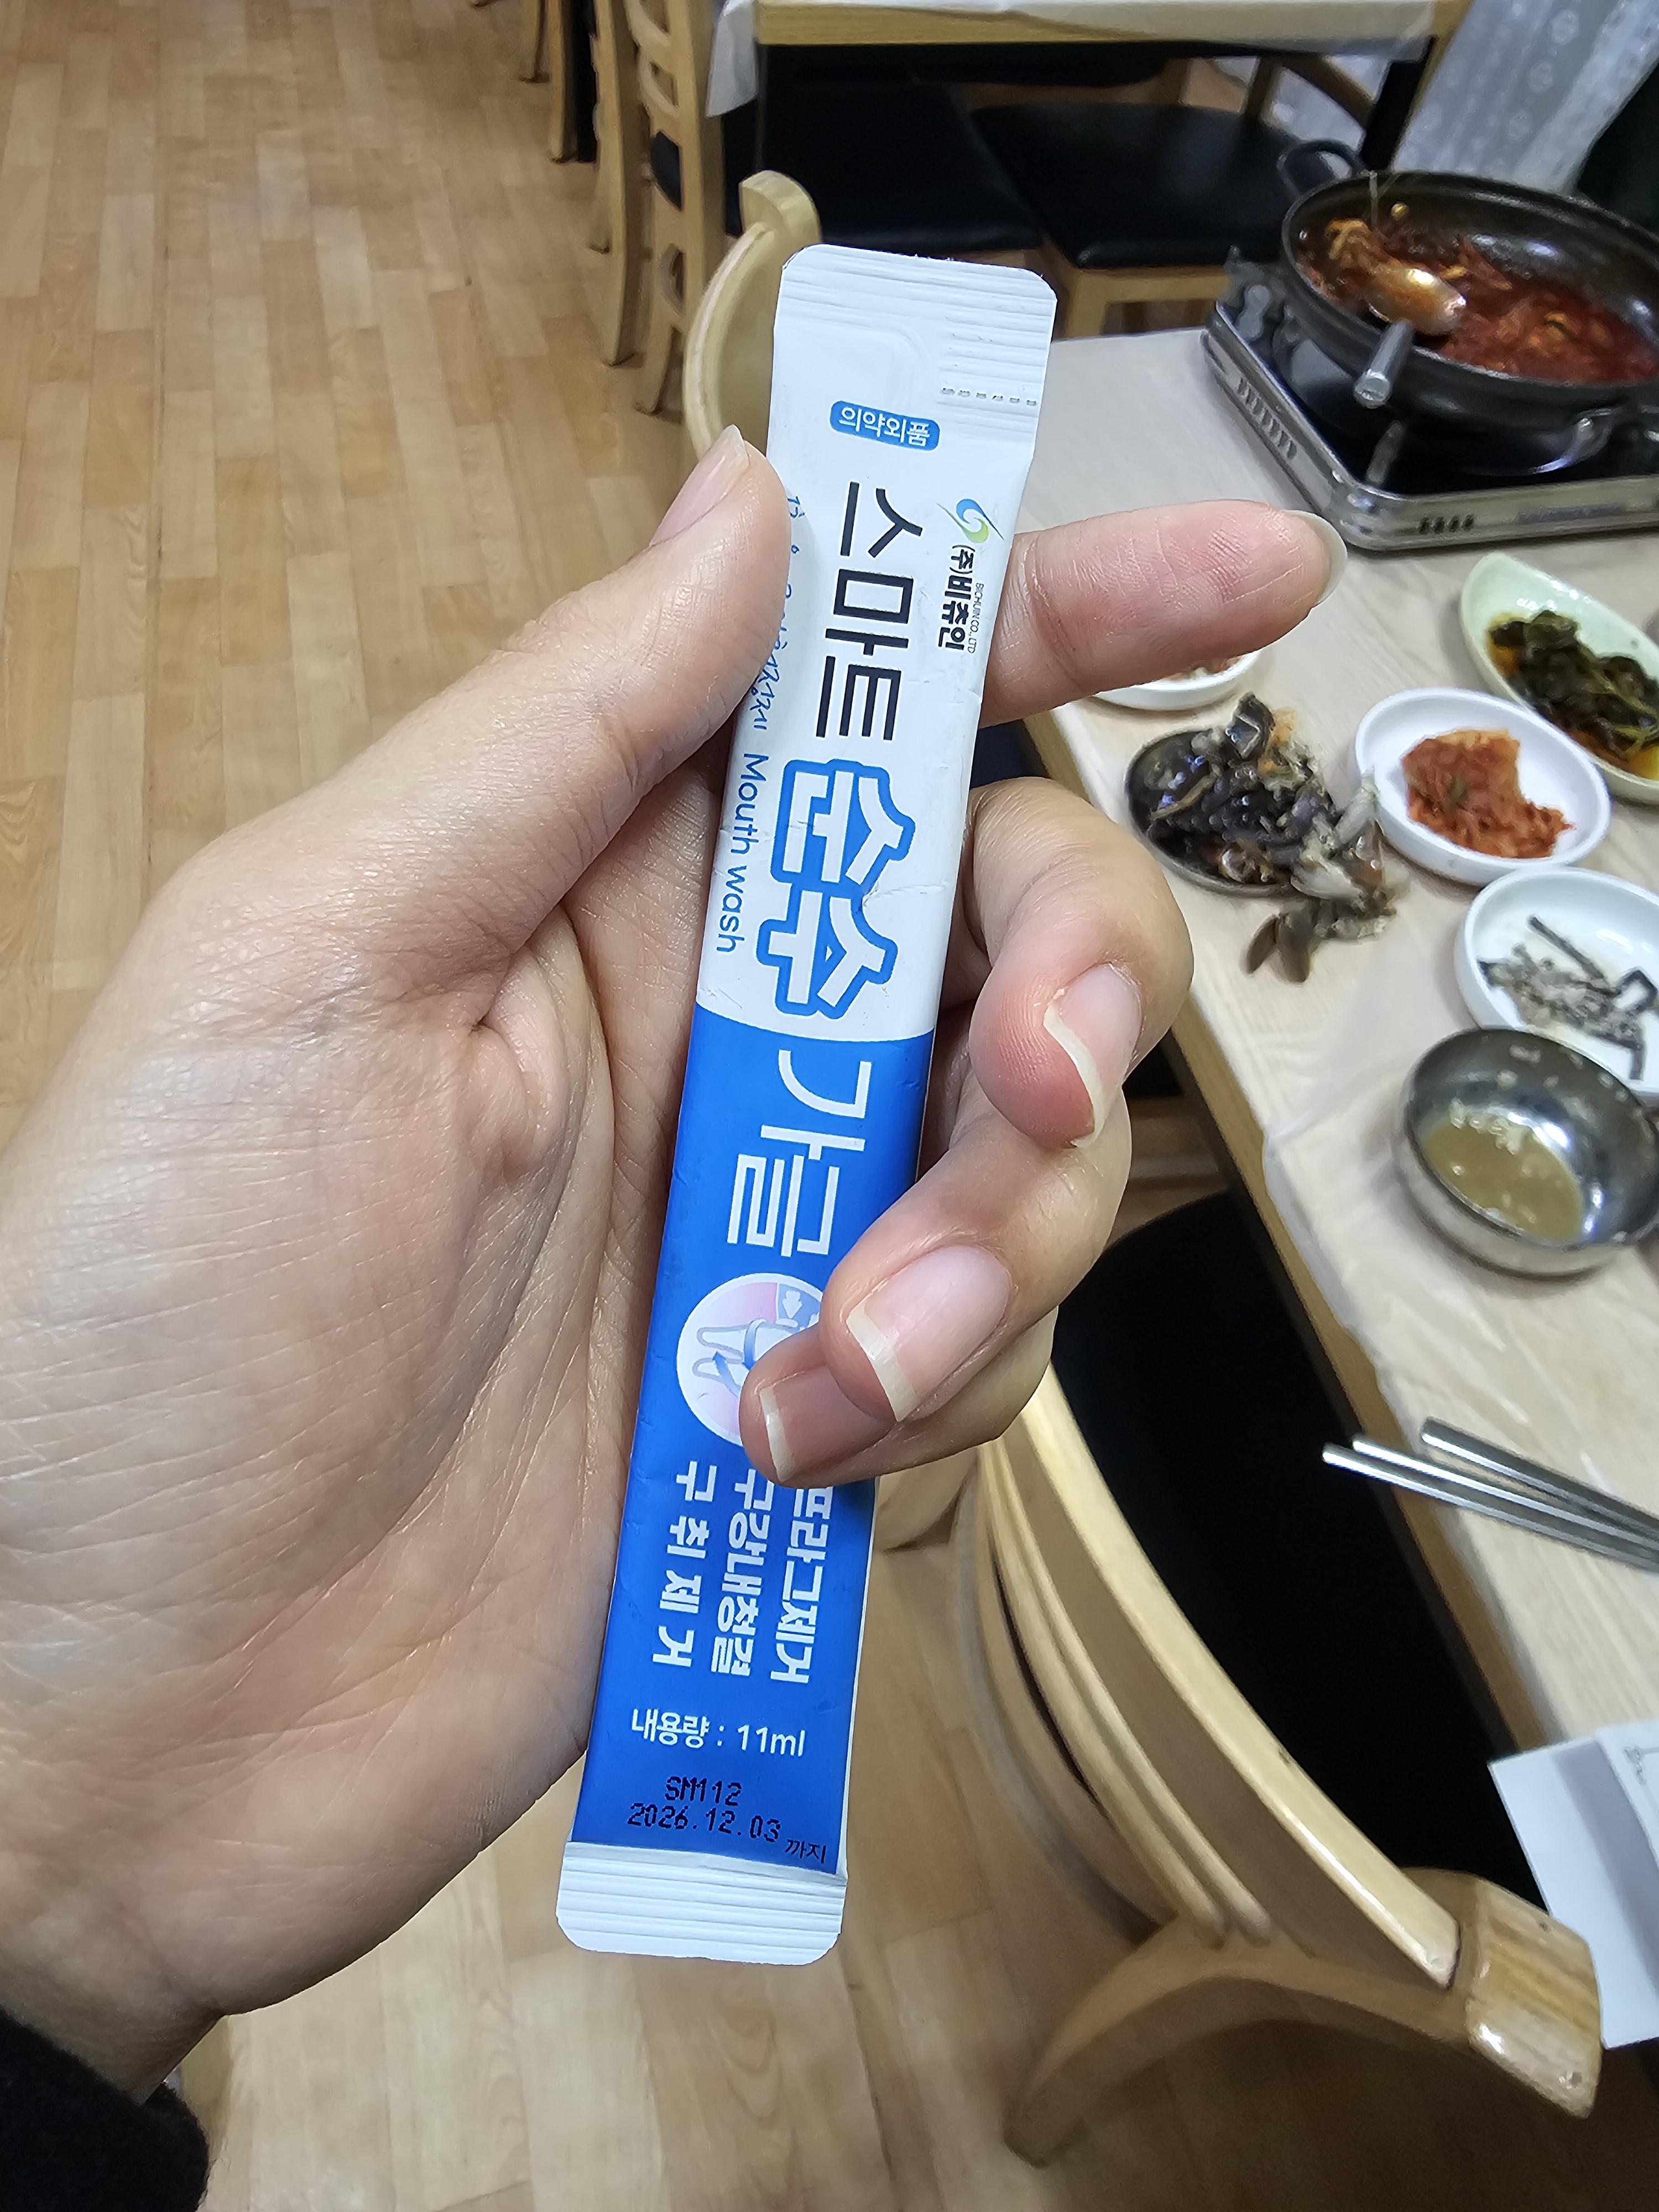 의약외품
(주)비츄인
BICHUIN CO., LTD
스마트 순수 가글
Mouth wash
프라그제거
구강내청결
구취제거
내용량 : 11ml
SM112
2026.12.03 까지